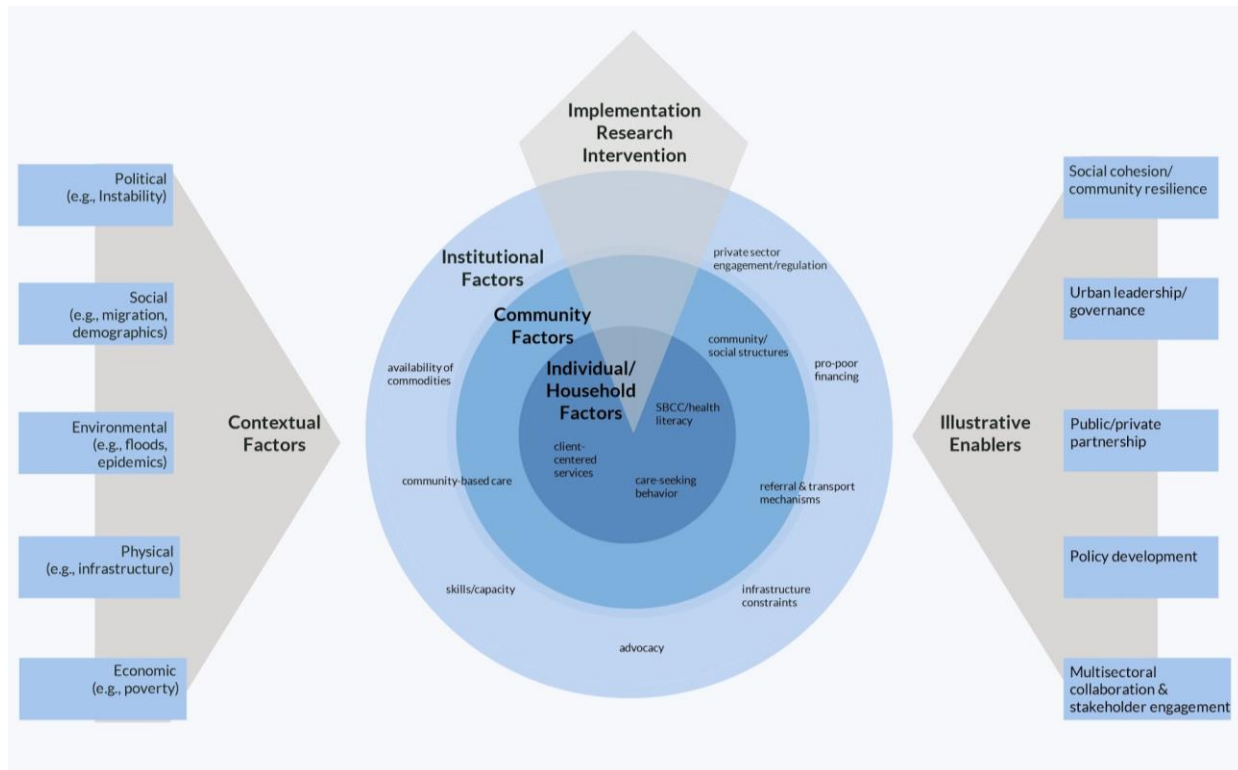 Implementation
Research
Intervention
Political
(e.g., Instability)
Social
(e.g., migration,
demographics)
Environmental
(e.g., floods,
epidemics)
Physical
(e.g., infrastructure)
Economic
(e.g., poverty)
Contextual
Factors
Institutional
Factors
Community
Factors
Individual/
Household
Factors
private sector
engagement/regulation
community/
social structures
pro-poor
financing
availability of
commodities
SBCC/health
literacy
client-
centered
services
care-seeking
behavior
community-based care
referral & transport
mechanisms
skills/capacity
infrastructure
constraints
advocacy
Illustrative
Enablers
Social cohesion/
community resilience
Urban leadership/
governance
Public/private
partnership
Policy development
Multisectoral
collaboration &
stakeholder engagement